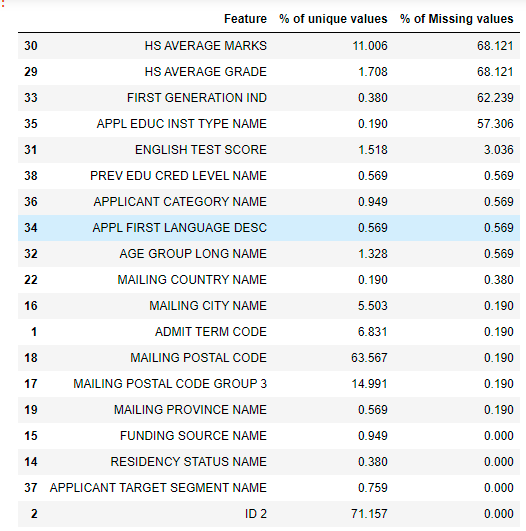 Feature % of unique values % of Missing values
30 HS AVERAGE MARKS 11.006 68.121
29 HS AVERAGE GRADE 1.708 68.121
33 FIRST GENERATION IND 0.380 62.239
35 APPL EDUC INST TYPE NAME 0.190 57.306
31 ENGLISH TEST SCORE 1.518 3.036
38 PREV EDU CRED LEVEL NAME 0.569 0.569
36 APPLICANT CATEGORY NAME 0.949 0.569
34 APPL FIRST LANGUAGE DESC 0.569 0.569
32 AGE GROUP LONG NAME 1.328 0.569
22 MAILING COUNTRY NAME 0.190 0.380
16 MAILING CITY NAME 5.503 0.190
1 ADMIT TERM CODE 6.831 0.190
18 MAILING POSTAL CODE 63.567 0.190
17 MAILING POSTAL CODE GROUP 3 14.991 0.190
19 MAILING PROVINCE NAME 0.569 0.190
15 FUNDING SOURCE NAME 0.949 0.000
14 RESIDENCY STATUS NAME 0.380 0.000
37 APPLICANT TARGET SEGMENT NAME 0.759 0.000
2 ID 2 71.157 0.000